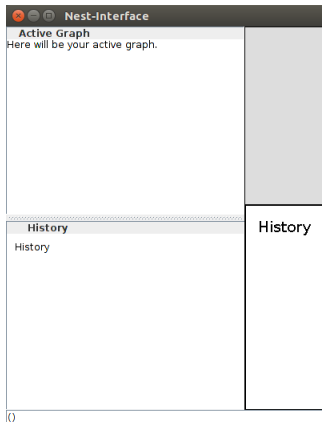 Nest-Interface
Active Graph
Here will be your active graph.
History
History
History
()